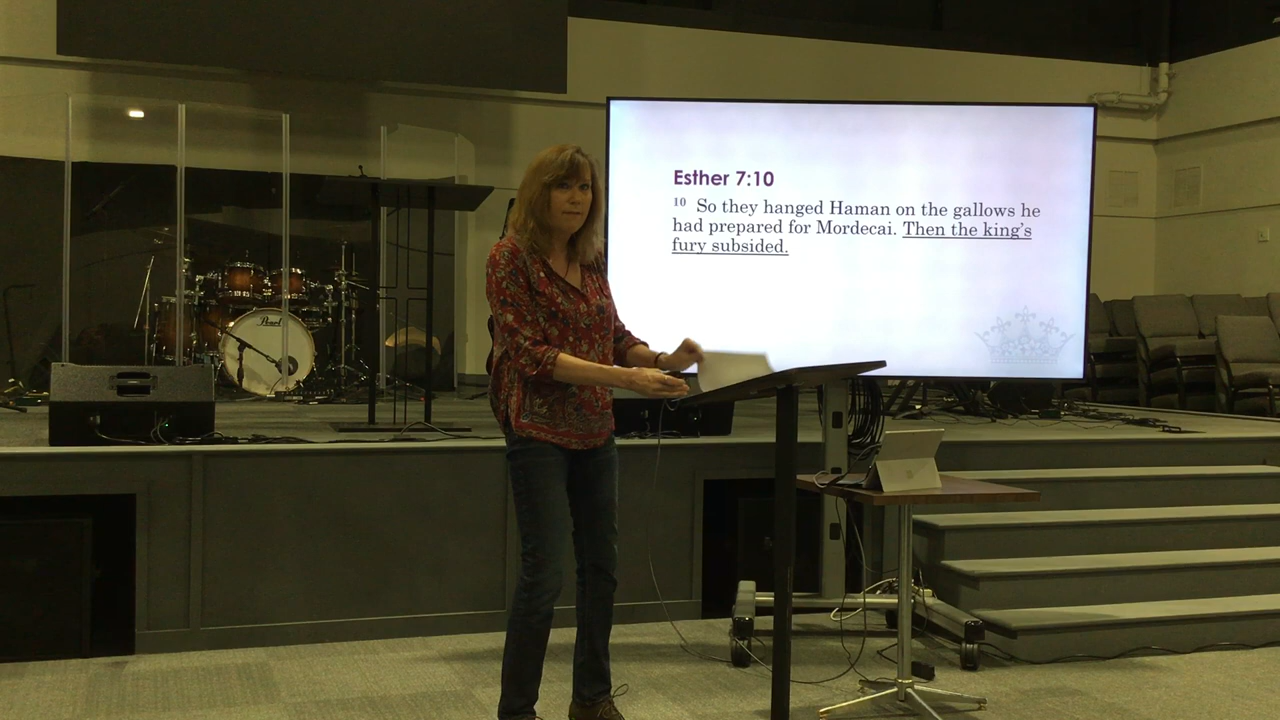 Esther 7:10
10 So they hanged Haman on the gallows he
had prepared for Mordecai. Then the king's
fury subsided.
Pearl